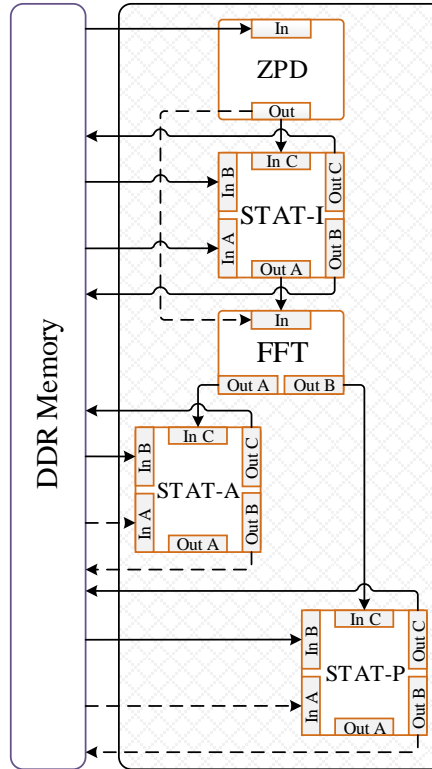 In
ZPD
Out
In C
In B
Out C
STAT-I
In A
Out B
Out A
In
FFT
Out A
Out B
In C
In B
Out C
STAT-A
In A
Out B
Out A
In C
In B
Out C
STAT-P
In A
Out B
Out A
DDR Memory